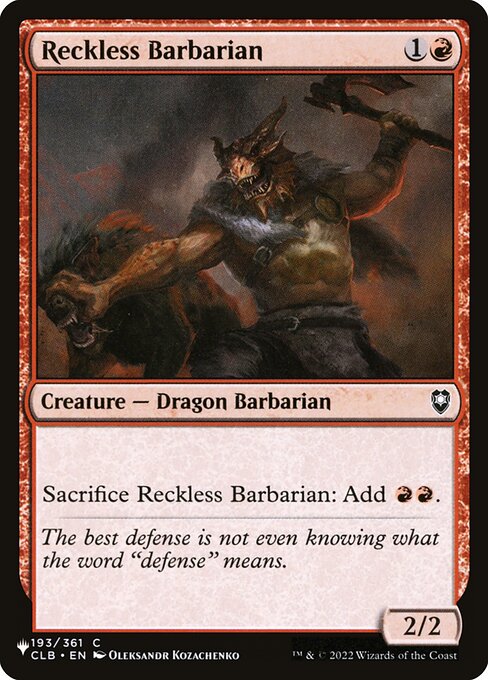 Reckless Barbarian 1
Creature — Dragon Barbarian
Sacrifice Reckless Barbarian: Add .
The best defense is not even knowing what
the word “defense” means.
2/2
193/361 C
CLB • EN Oleksandr Kozachenko
™ & © 2022 Wizards of the Coast